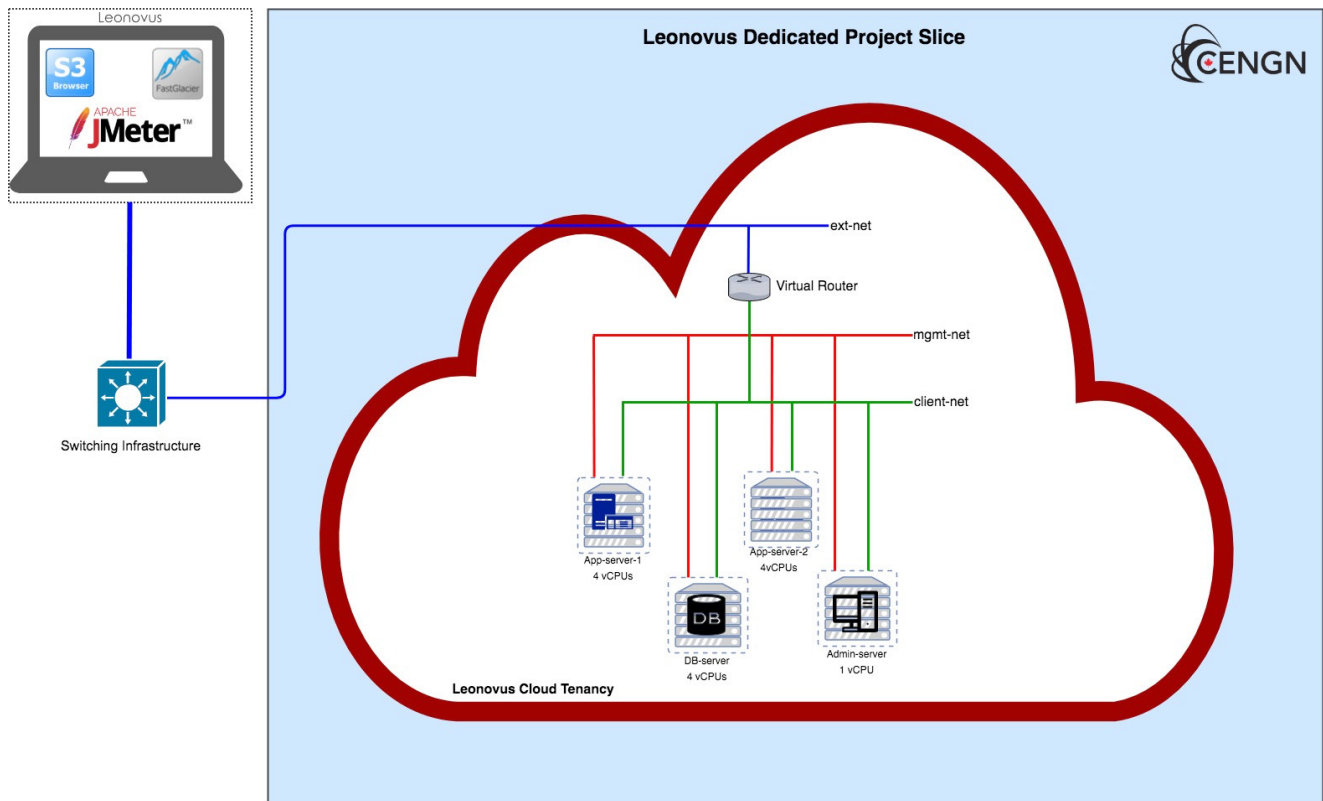 Leonovus
S3
Browser
FastGlacier
APACHE
JMeter™
Switching Infrastructure
Leonovus Dedicated Project Slice
CENGN
ext-net
Virtual Router
mgmt-net
client-net
App-server-1
4 vCPUs
App-server-2
4vCPUs
DB
DB-server
4 vCPUs
Admin-server
1 vCPU
Leonovus Cloud Tenancy